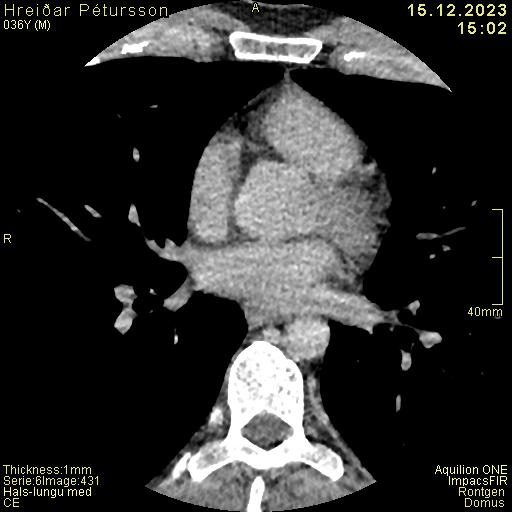 Hreiðar Pétursson
036Y (M)
A
15.12.2023
15:02
R
40mm
Thickness:1mm
Serie:6Image:431
Hals-lungu med
CE
Aquilion ONE
ImpacsFIR
Rontgen
Domus